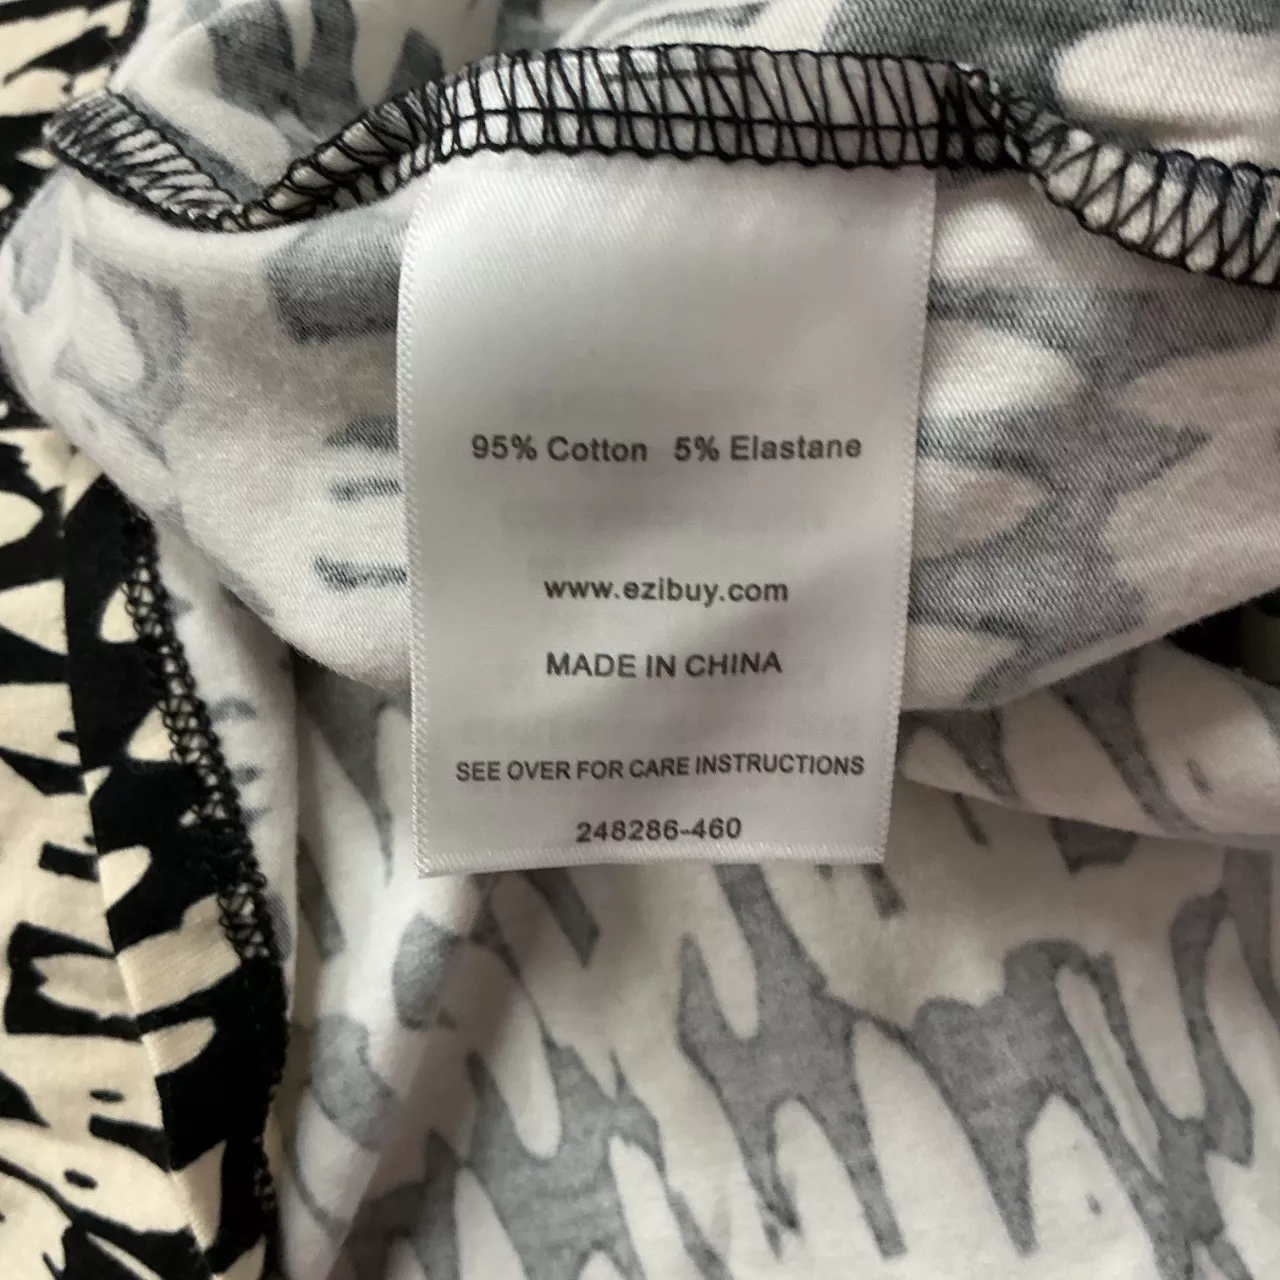 95% Cotton 5% Elastane
www.ezibuy.com
MADE IN CHINA
SEE OVER FOR CARE INSTRUCTIONS
248286-460